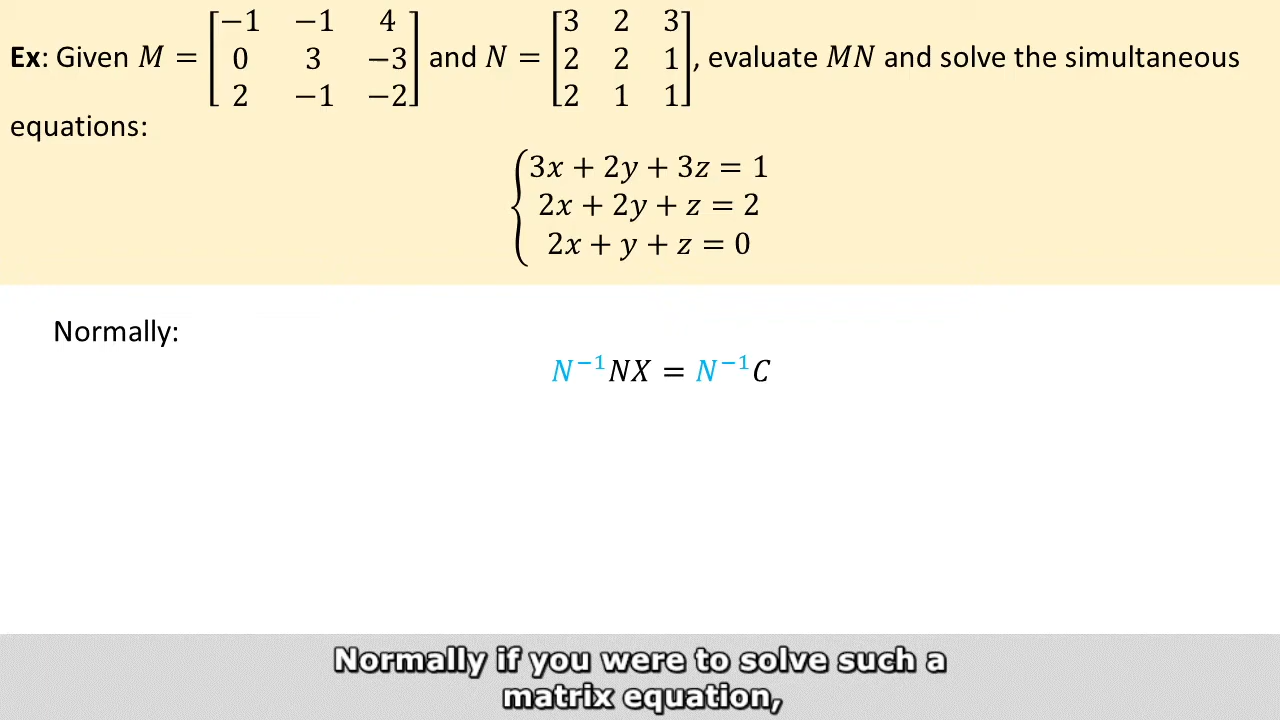 Ex: Given M = [−1 −1 4; 0 3 −3; 2 −1 −2] and N = [3 2 3; 2 2 1; 2 1 1], evaluate MN and solve the simultaneous
equations:
3x + 2y + 3z = 1
2x + 2y + z = 2
2x + y + z = 0
Normally:
N⁻¹NX = N⁻¹C
Normally if you were to solve such a
matrix equation,